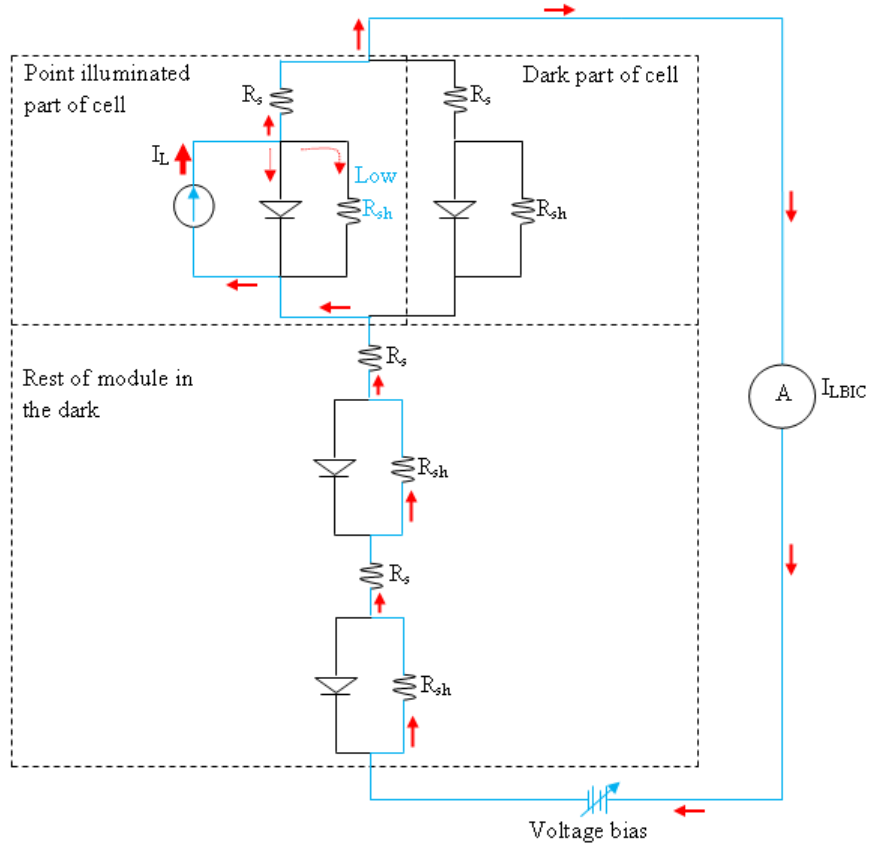 Point illuminated
part of cell
Dark part of cell
Rs
Rs
IL
Low
Rsh
Rsh
Rs
Rest of module in
the dark
A
ILBIC
Rsh
Rs
Rsh
Voltage bias